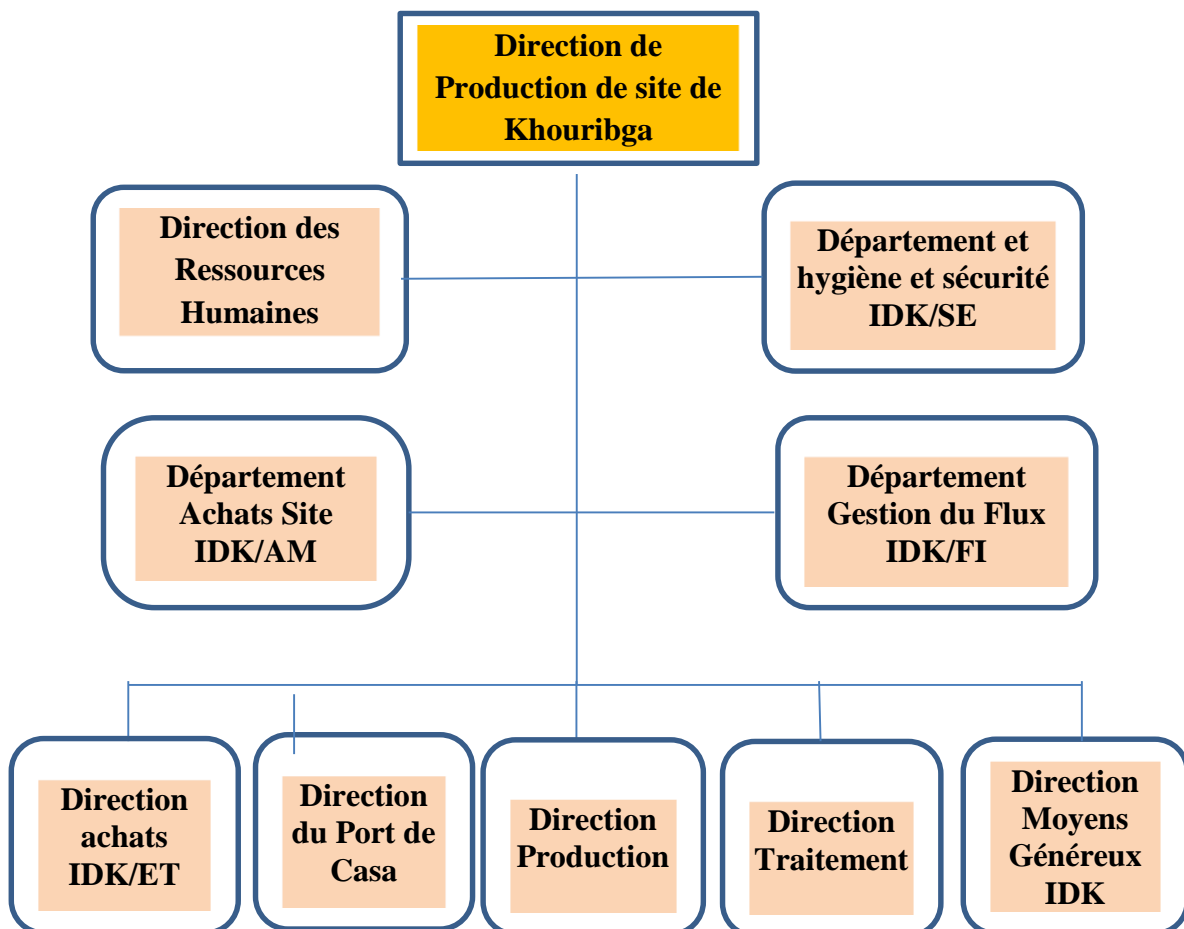 Direction de
Production de site de
Khouribga
Direction des
Ressources
Humaines
Département et
hygiène et sécurité
IDK/SE
Département
Achats Site
IDK/AM
Département
Gestion du Flux
IDK/FI
Direction
achats
IDK/ET
Direction
du Port de
Casa
Direction
Production
Direction
Traitement
Direction
Moyens
Généreux
IDK